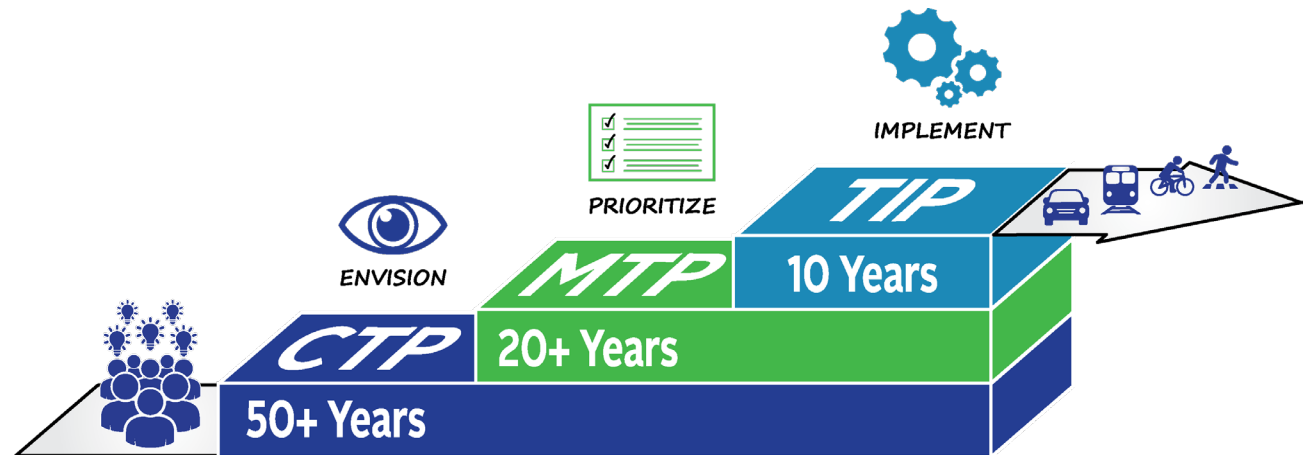 ENVISION
CTP
50+ Years
PRIORITIZE
MTP
20+ Years
IMPLEMENT
TIP
10 Years